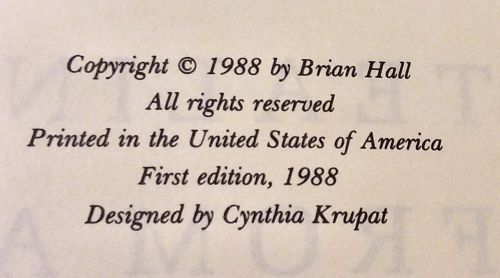 Copyright © 1988 by Brian Hall
All rights reserved
Printed in the United States of America
First edition, 1988
Designed by Cynthia Krupat